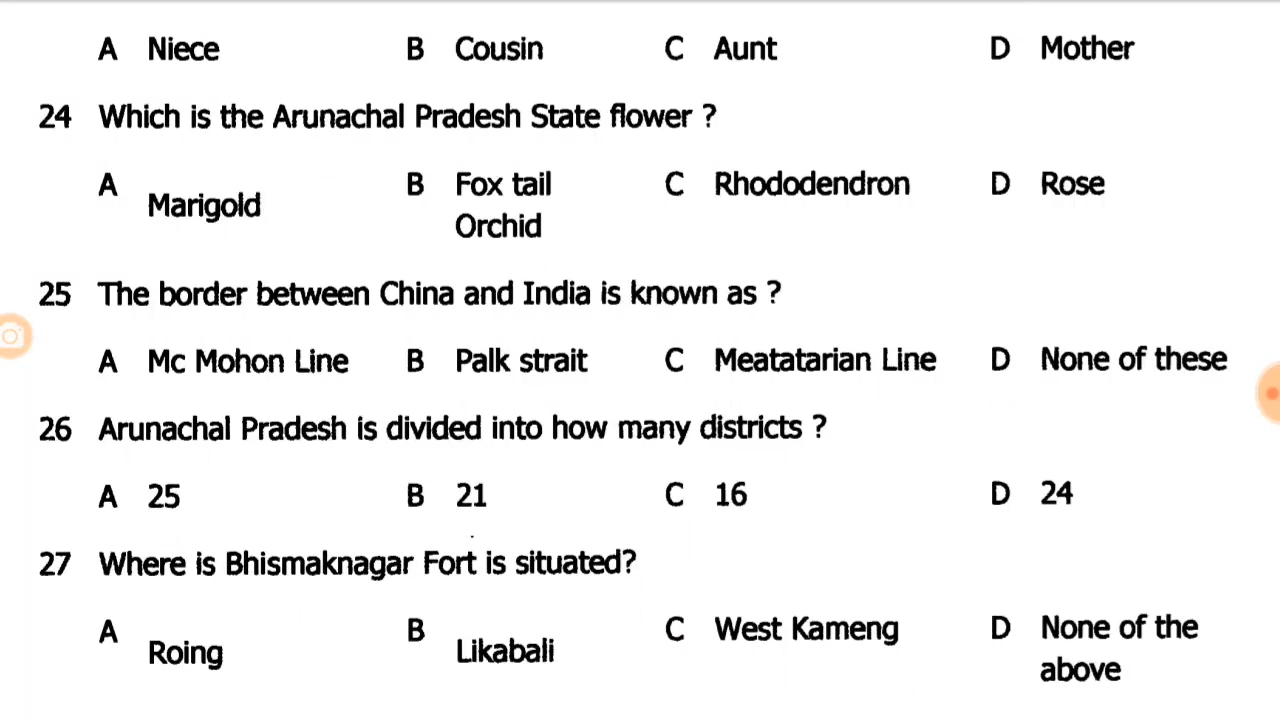 A Niece B Cousin C Aunt D Mother
24 Which is the Arunachal Pradesh State flower ?
A Marigold B Fox tail Orchid C Rhododendron D Rose
25 The border between China and India is known as ?
A Mc Mohon Line B Palk strait C Meatatarian Line D None of these
26 Arunachal Pradesh is divided into how many districts ?
A 25 B 21 C 16 D 24
27 Where is Bhismaknagar Fort is situated?
A Roing B Likabali C West Kameng D None of the above